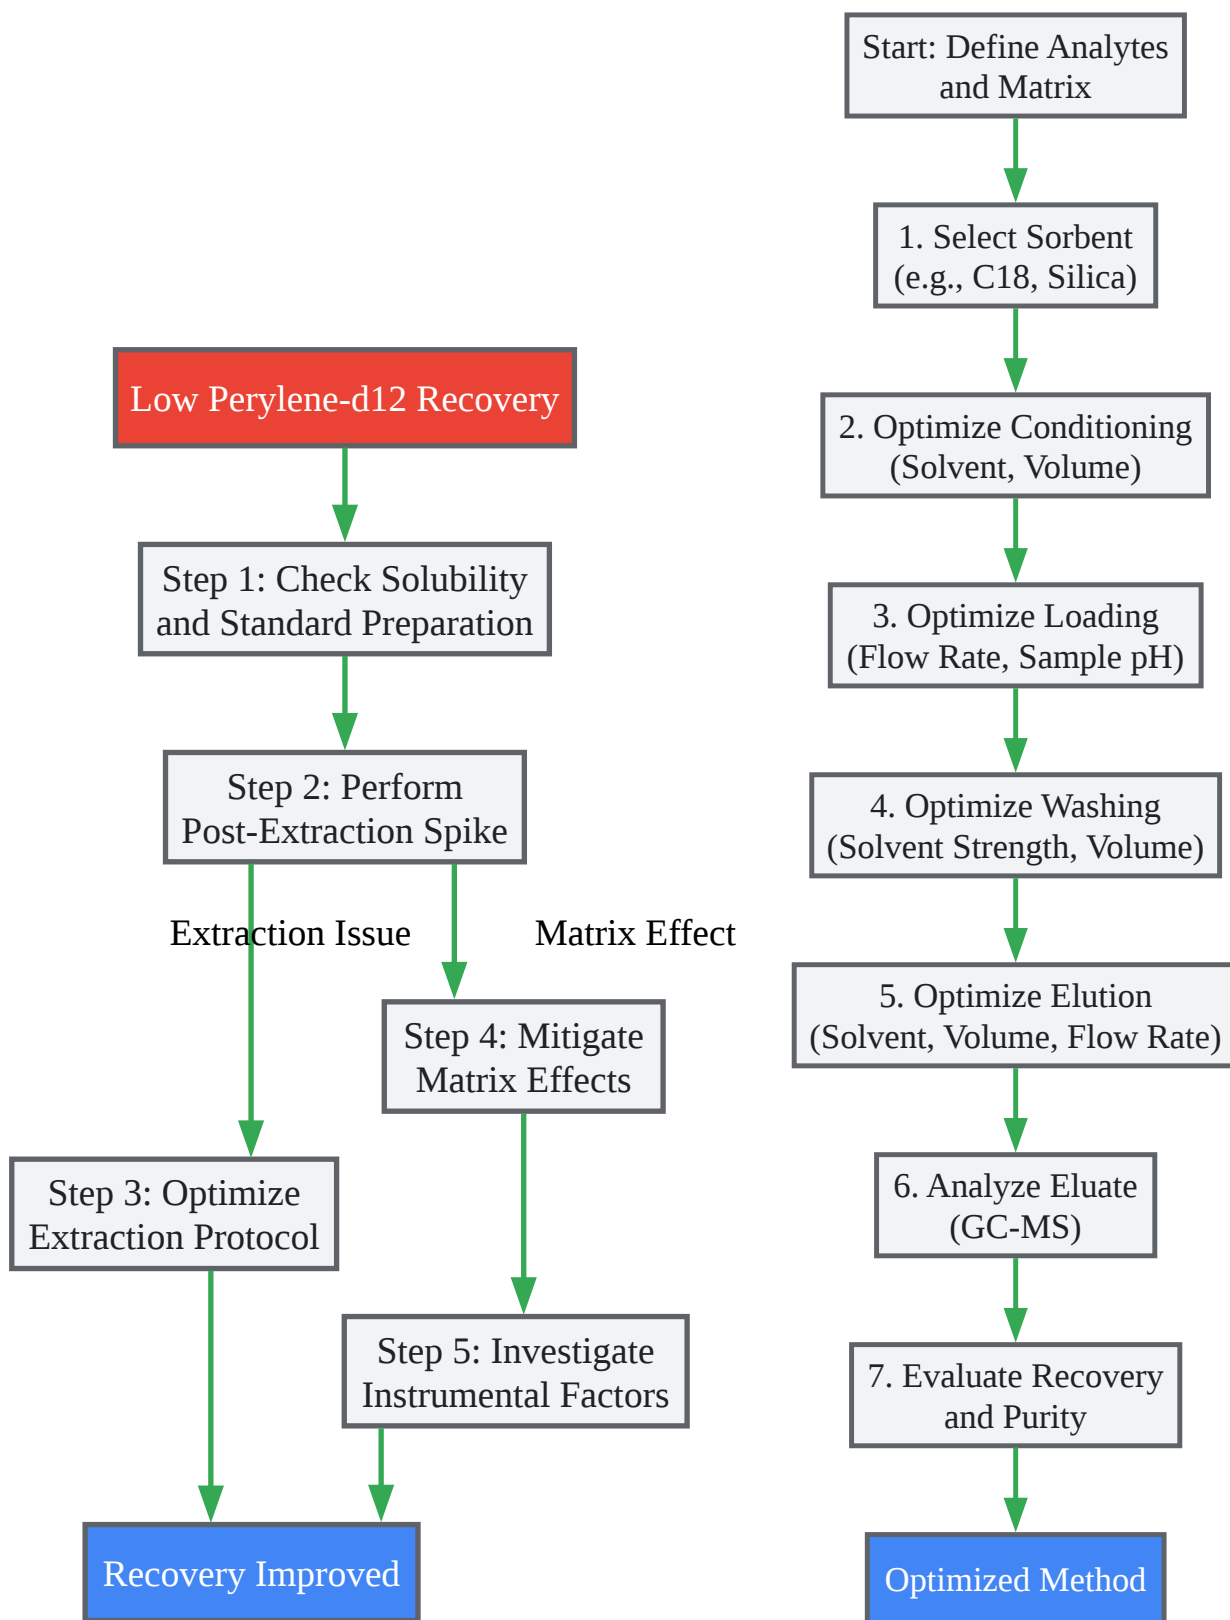 Low Perylene-d12 Recovery
Step 1: Check Solubility
and Standard Preparation
Step 2: Perform
Post-Extraction Spike
Extraction Issue
Matrix Effect
Step 4: Mitigate
Matrix Effects
Step 3: Optimize
Extraction Protocol
Step 5: Investigate
Instrumental Factors
Recovery Improved
Start: Define Analytes
and Matrix
1. Select Sorbent
(e.g., C18, Silica)
2. Optimize Conditioning
(Solvent, Volume)
3. Optimize Loading
(Flow Rate, Sample pH)
4. Optimize Washing
(Solvent Strength, Volume)
5. Optimize Elution
(Solvent, Volume, Flow Rate)
6. Analyze Eluate
(GC-MS)
7. Evaluate Recovery
and Purity
Optimized Method